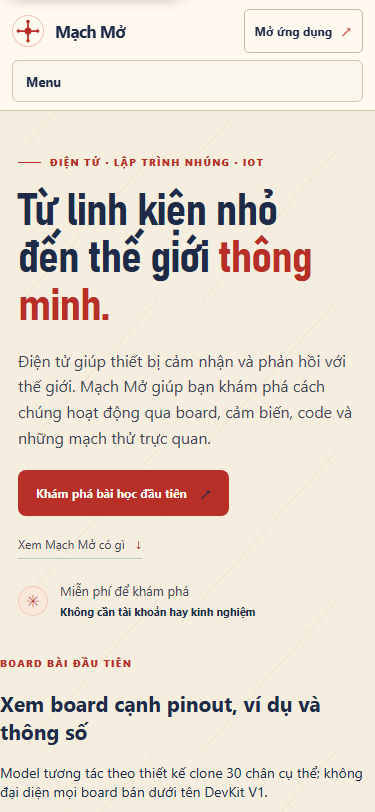 Mạch Mở
Mở ứng dụng ↗
Menu
ĐIỆN TỬ · LẬP TRÌNH NHÚNG · IOT
Từ linh kiện nhỏ
đến thế giới thông
minh.
Điện tử giúp thiết bị cảm nhận và phản hồi với
thế giới. Mạch Mở giúp bạn khám phá cách
chúng hoạt động qua board, cảm biến, code và
những mạch thử trực quan.
Khám phá bài học đầu tiên ↗
Xem Mạch Mở có gì ↓
Miễn phí để khám phá
Không cần tài khoản hay kinh nghiệm
BOARD BÀI ĐẦU TIÊN
Xem board cạnh pinout, ví dụ và
thông số
Model tương tác theo thiết kế clone 30 chân cụ thể; không
đại diện mọi board bán dưới tên DevKit V1.